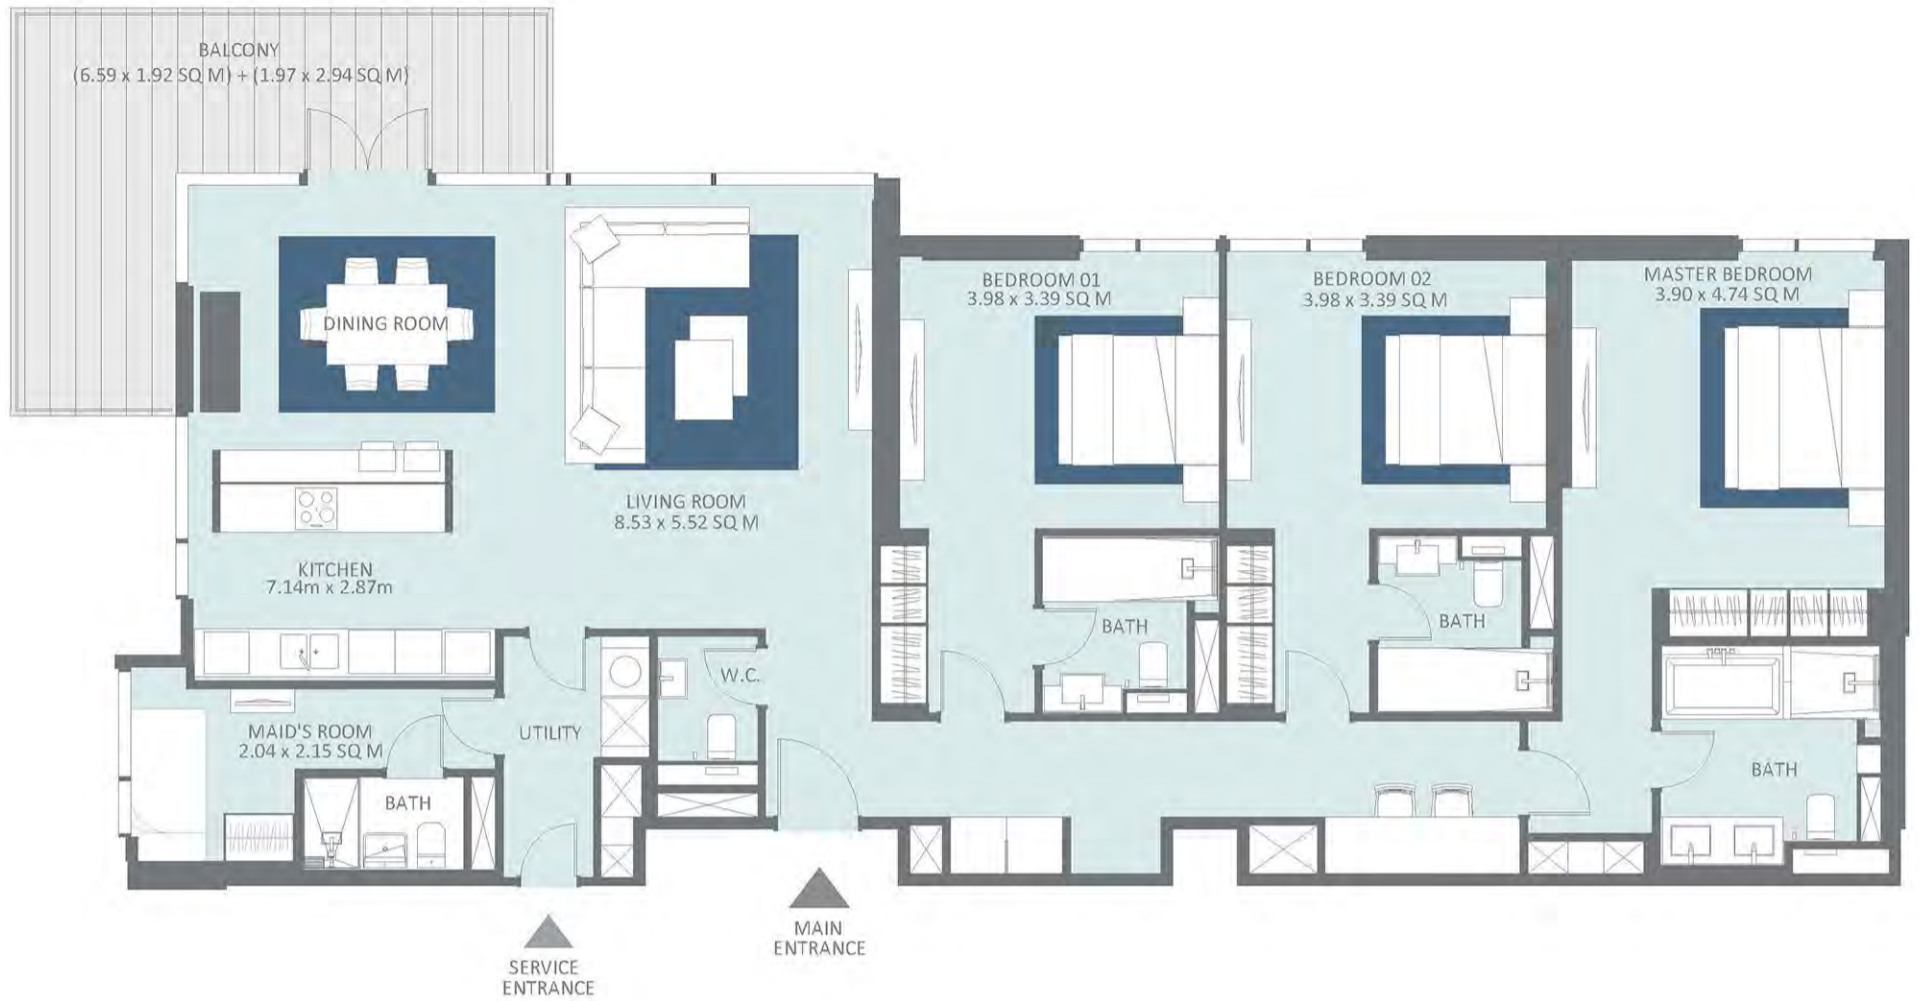 BALCONY
(6.59 x 1.92 SQ M) + (1.97 x 2.94 SQ M)
DINING ROOM
BEDROOM 01
3.98 x 3.39 SQ M
BEDROOM 02
3.98 x 3.39 SQ M
MASTER BEDROOM
3.90 x 4.74 SQ M
LIVING ROOM
8.53 x 5.52 SQ M
KITCHEN
7.14m x 2.87m
BATH
BATH
W.C.
MAID'S ROOM
2.04 x 2.15 SQ M
UTILITY
BATH
BATH
MAIN
ENTRANCE
SERVICE
ENTRANCE